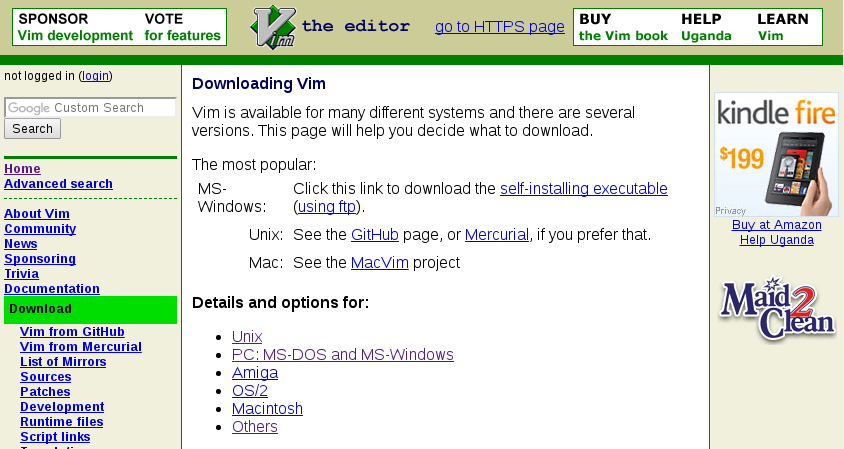 SPONSOR VOTE
Vim development for features
Vim the editor
go to HTTPS page
BUY HELP LEARN
the Vim book Uganda Vim
not logged in (login)
Google Custom Search
Search
Home
Advanced search
About Vim
Community
News
Sponsoring
Trivia
Documentation
Download
Vim from GitHub
Vim from Mercurial
List of Mirrors
Sources
Patches
Development
Runtime files
Script links
Downloading Vim
Vim is available for many different systems and there are several
versions. This page will help you decide what to download.
The most popular:
MS- Click this link to download the self-installing executable
Windows: (using ftp).
Unix: See the GitHub page, or Mercurial, if you prefer that.
Mac: See the MacVim project
Details and options for:
Unix
PC: MS-DOS and MS-Windows
Amiga
OS/2
Macintosh
Others
kindle fire
$199
Privacy
Buy at Amazon
Help Uganda
Maid2
Clean